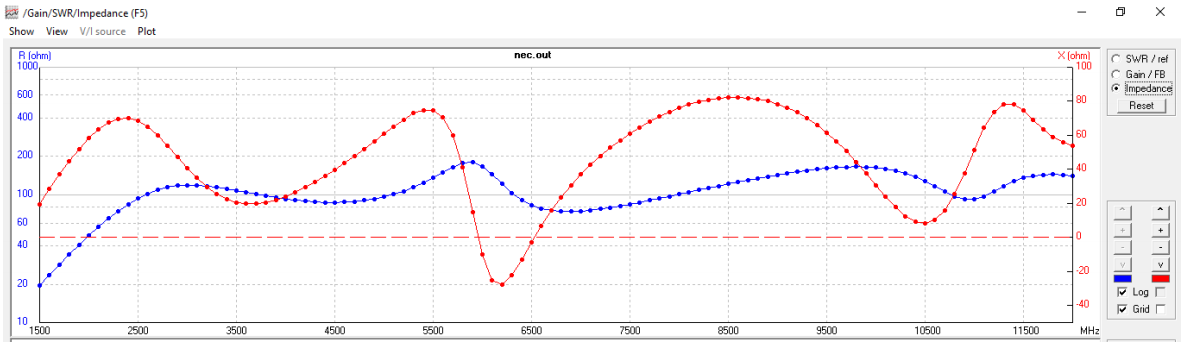 /Gain/SWR/Impedance (F5)
Show View V/I source Plot
R (ohm) nec.out X (ohm)
1000 100
600 80
400 60
200 40
100 20
60 0
40 -20
20 -40
10
1500 2500 3500 4500 5500 6500 7500 8500 9500 10500 11500 MHz
SWR / ref
Gain / FB
Impedance
Reset
^ ^
+ +
- -
v v
Log
Grid